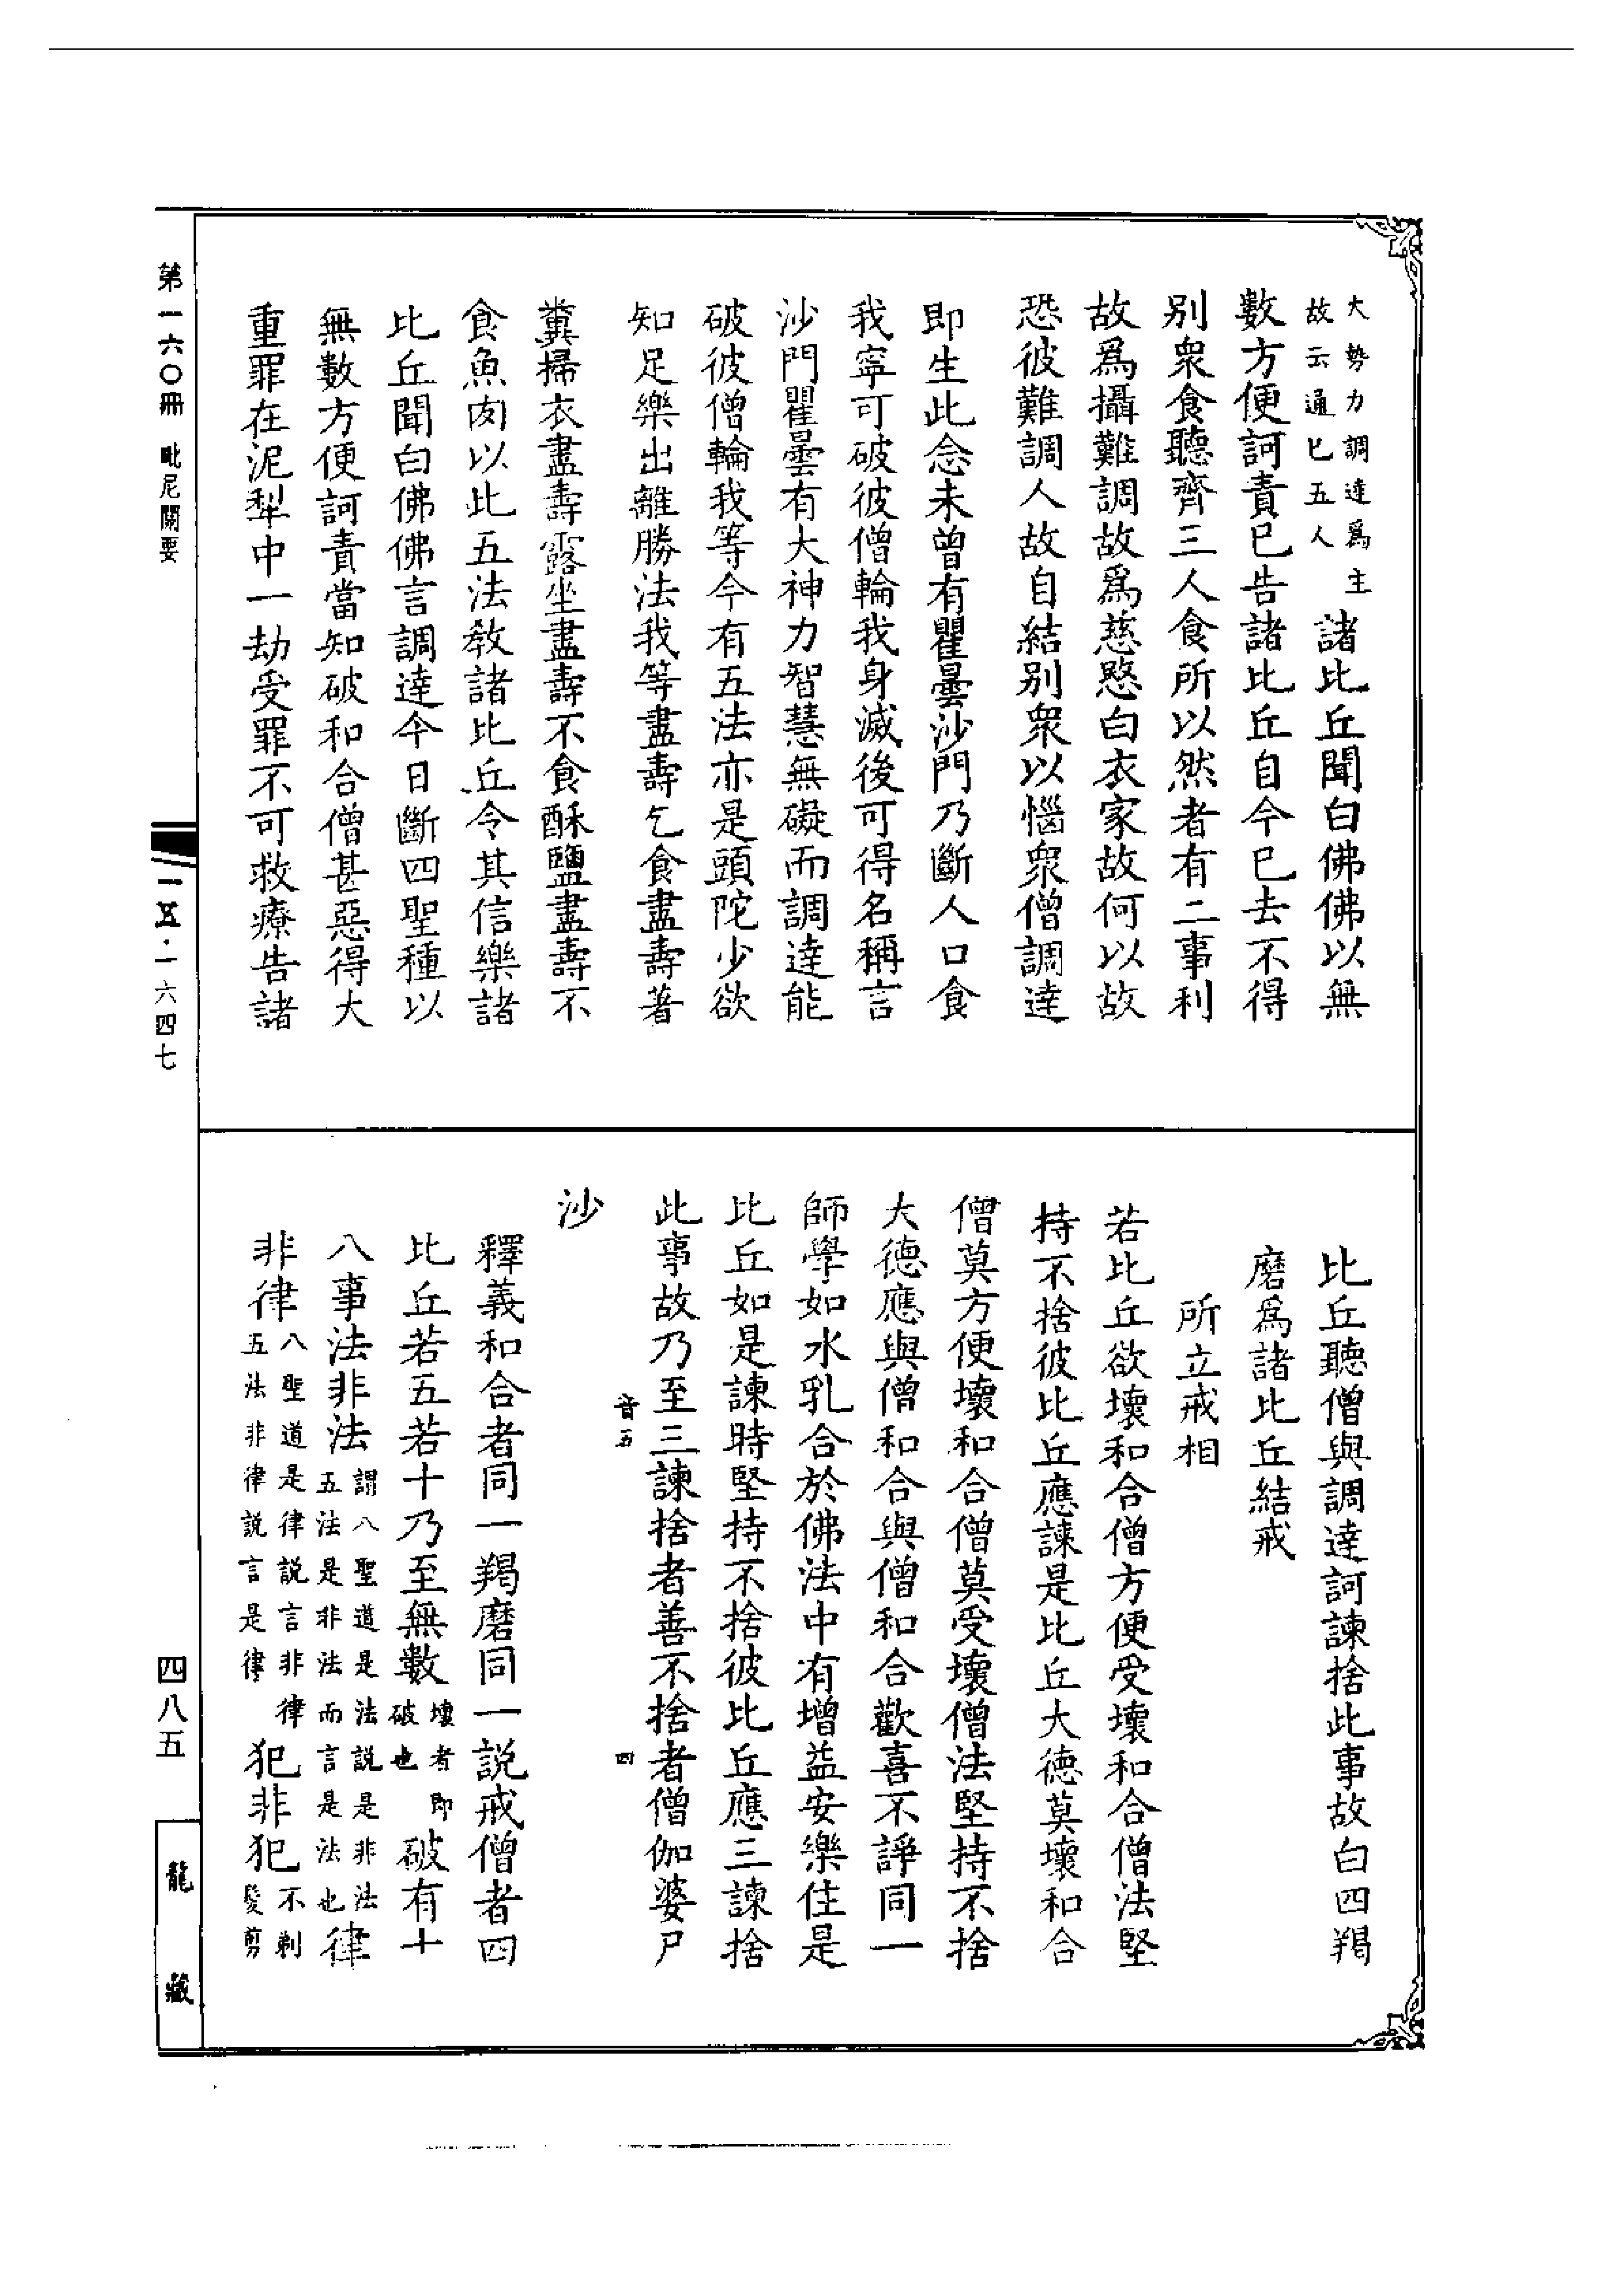 大勢力調達爲主
故云通已五人
諸比丘聞白佛佛以無
數方便訶責已告諸比丘自今已去不得
別衆食聽齊三人食所以然者有二事利
故爲攝難調故爲慈愍白衣家故何以故
恐彼難調人故自結別衆以惱衆僧調達
即生此念未曾有瞿曇沙門乃斷人口食
我寧可破彼僧輪我身滅後可得名稱言
沙門瞿曇有大神力智慧無礙而調達能
破彼僧輪我等今有五法亦是頭陀少欲
知足樂出離勝法我等盡壽乞食盡壽著
糞掃衣盡壽露坐盡壽不食酥鹽盡壽不
食魚肉以此五法教諸比丘令其信樂諸
比丘聞白佛佛言調達今日斷四聖種以
無數方便訶責當知破和合僧甚惡得大
重罪在泥犁中一劫受罪不可救療告諸
比丘聽僧與調達訶諫捨此事故白四羯
磨爲諸比丘結戒
所立戒相
若比丘欲壞和合僧方便受壞和合僧法堅
持不捨彼比丘應諫是比丘大德莫壞和合
僧莫方便壞和合僧莫受壞僧法堅持不捨
大德應與僧和合與僧和合歡喜不諍同一
師學如水乳合於佛法中有增益安樂住是
比丘如是諫時堅持不捨彼比丘應三諫捨
此事故乃至三諫捨者善不捨者僧伽婆尸
音五
四
沙
釋義和合者同一羯磨同一說戒僧者四
比丘若五若十乃至無數
壞者即
破也
破有十
八事法非法
謂八聖道是法說是非法
五法是非法而言是法也
律
非律
八聖道是律說言非律
五法非律說言是律
犯非犯
不剃
髮剪
第一六〇冊 毗尼關要
一五·一六四七
四八五
龍藏